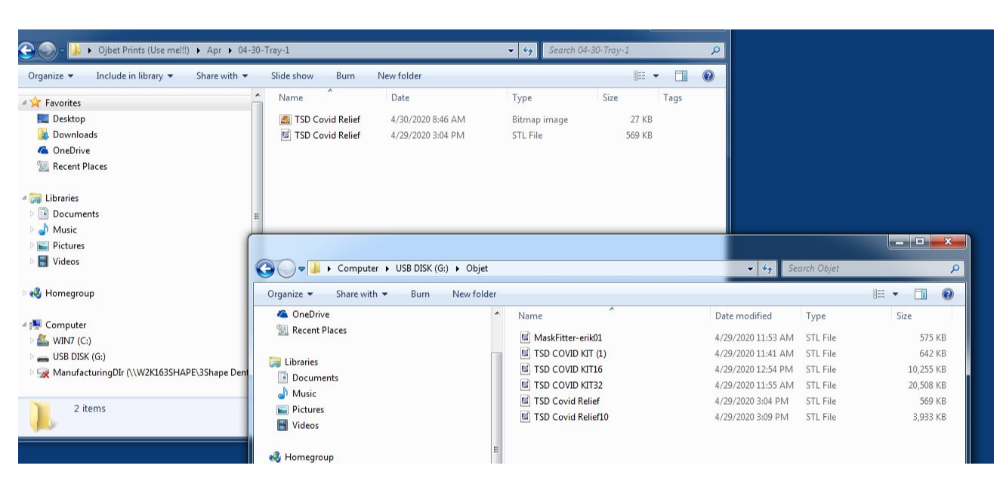 Ojbet Prints (Use me!!!) Apr 04-30-Tray-1 Search 04-30-Tray-1
Organize Include in library Share with Slide show Burn New folder
Favorites
Desktop
Downloads
OneDrive
Recent Places
Libraries
Documents
Music
Pictures
Videos
Homegroup
Computer
WIN7 (C:)
USB DISK (G:)
ManufacturingDIr (\\W2K163SHAPE\3Shape Dent
2 items
Name Date Type Size Tags
TSD Covid Relief 4/30/2020 8:46 AM Bitmap image 27 KB
TSD Covid Relief 4/29/2020 3:04 PM STL File 569 KB
Computer USB DISK (G:) Objet Search Objet
Organize Share with Burn New folder
OneDrive
Recent Places
Libraries
Documents
Music
Pictures
Videos
Homegroup
Name Date modified Type Size
MaskFitter-erik01 4/29/2020 11:53 AM STL File 575 KB
TSD COVID KIT (1) 4/29/2020 11:41 AM STL File 642 KB
TSD COVID KIT16 4/29/2020 12:54 PM STL File 10,255 KB
TSD COVID KIT32 4/29/2020 11:55 AM STL File 20,508 KB
TSD Covid Relief 4/29/2020 3:04 PM STL File 569 KB
TSD Covid Relief10 4/29/2020 3:09 PM STL File 3,933 KB